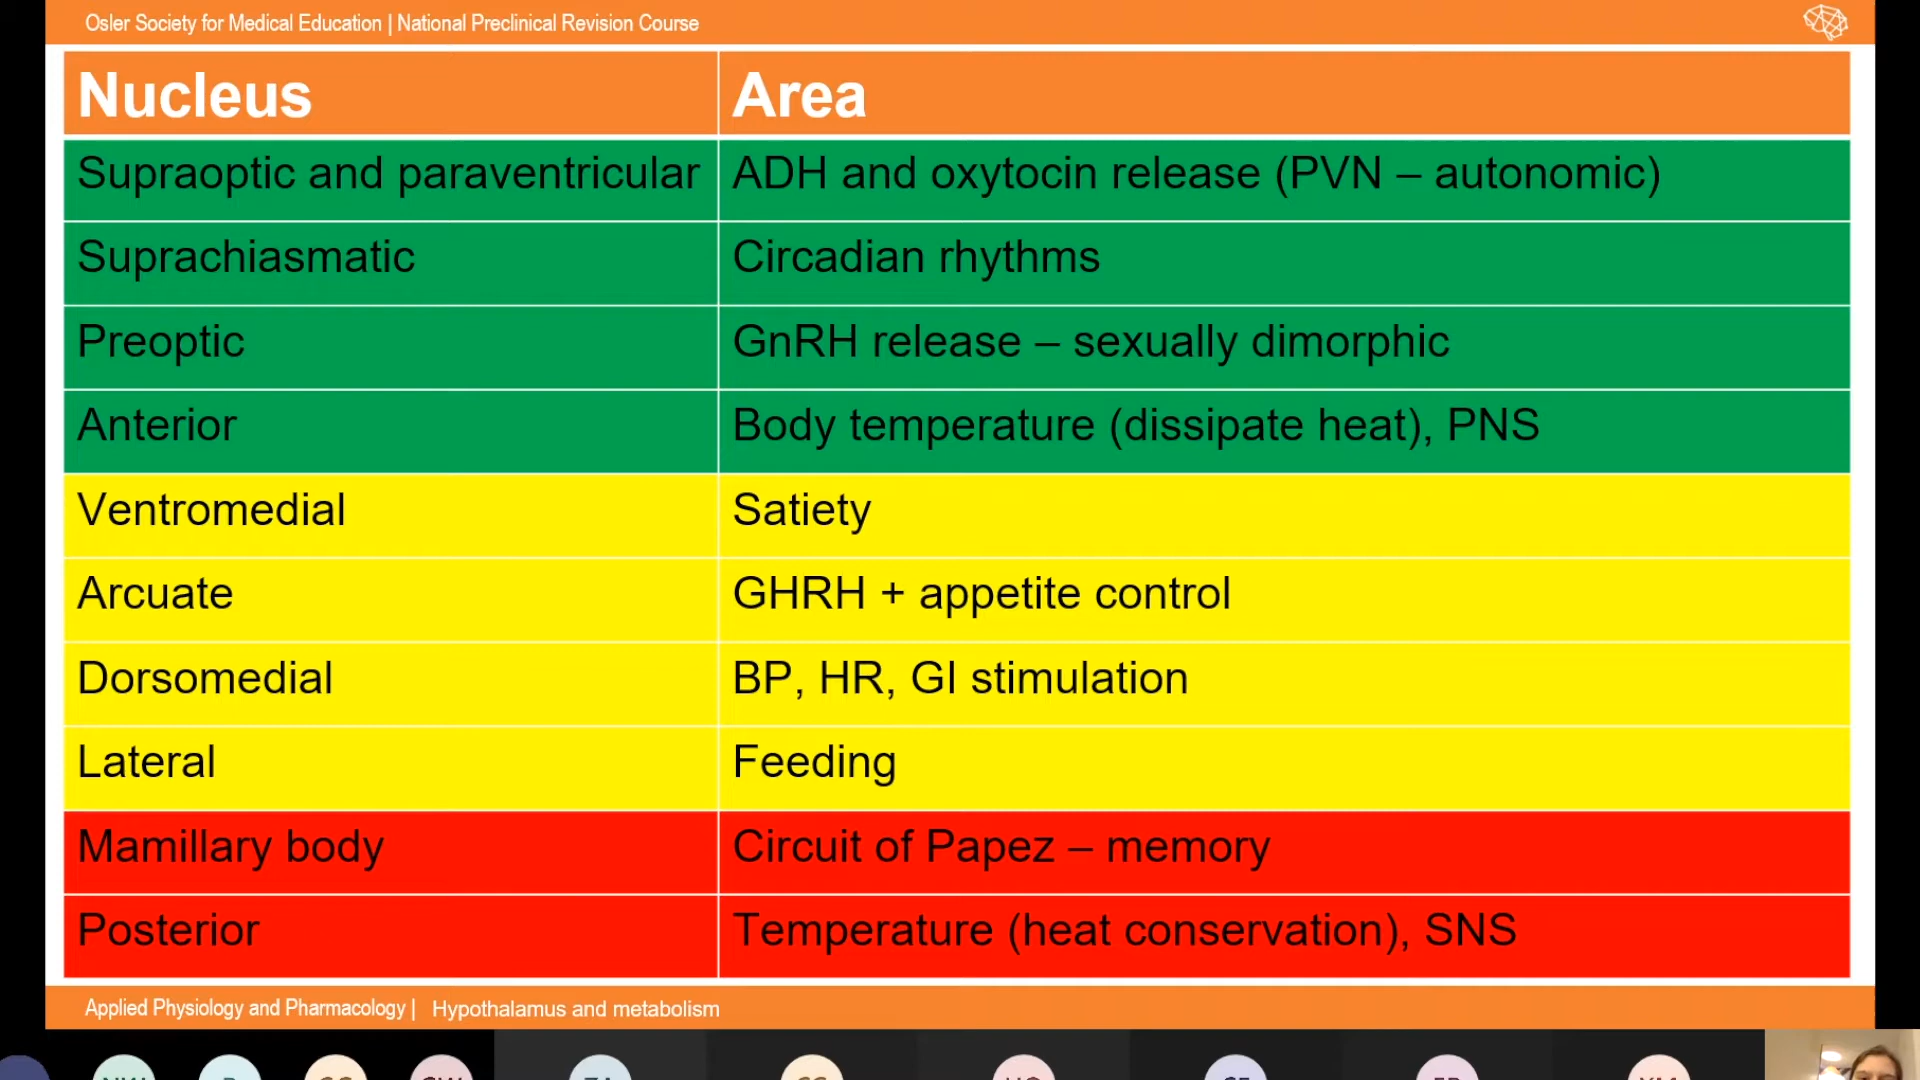 Osler Society for Medical Education | National Preclinical Revision Course
Nucleus Area
Supraoptic and paraventricular ADH and oxytocin release (PVN – autonomic)
Suprachiasmatic Circadian rhythms
Preoptic GnRH release – sexually dimorphic
Anterior Body temperature (dissipate heat), PNS
Ventromedial Satiety
Arcuate GHRH + appetite control
Dorsomedial BP, HR, GI stimulation
Lateral Feeding
Mamillary body Circuit of Papez – memory
Posterior Temperature (heat conservation), SNS
Applied Physiology and Pharmacology | Hypothalamus and metabolism